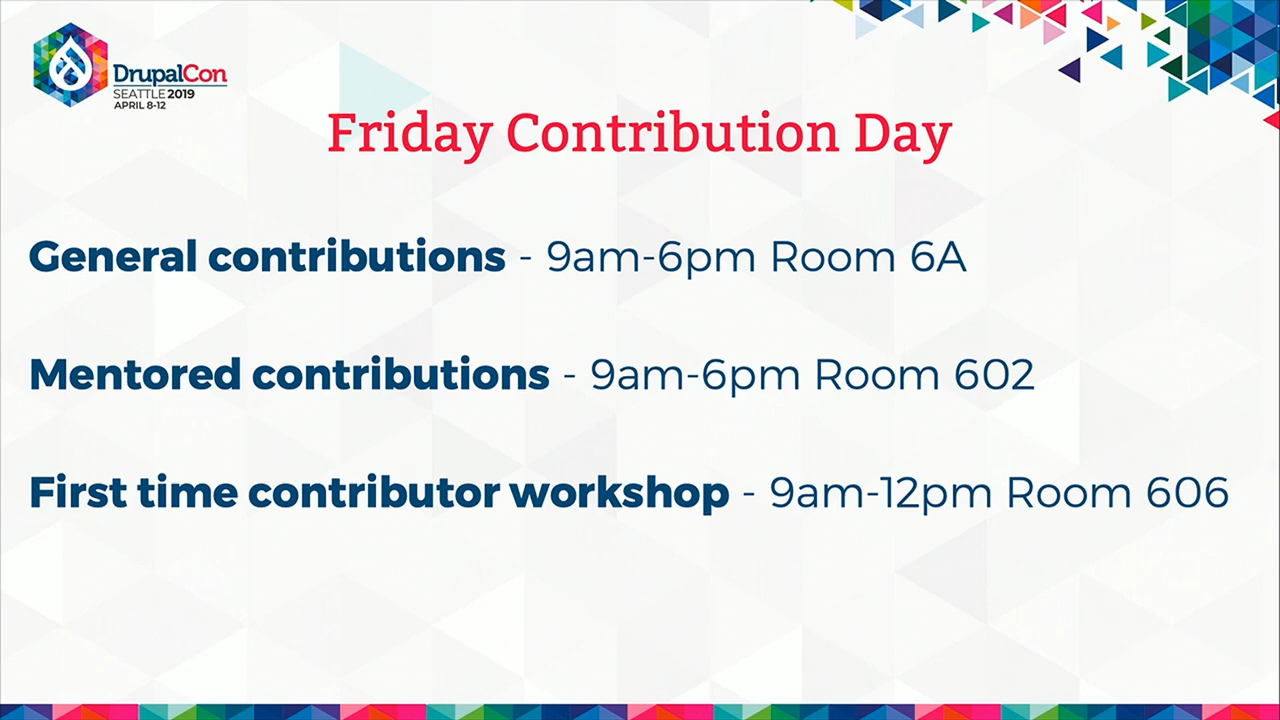 DrupalCon
SEATTLE 2019
APRIL 8-12
Friday Contribution Day
General contributions - 9am-6pm Room 6A
Mentored contributions - 9am-6pm Room 602
First time contributor workshop - 9am-12pm Room 606